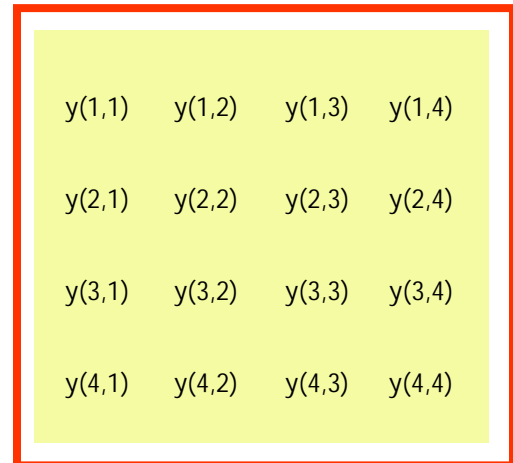 y(1,1) y(1,2) y(1,3) y(1,4)
y(2,1) y(2,2) y(2,3) y(2,4)
y(3,1) y(3,2) y(3,3) y(3,4)
y(4,1) y(4,2) y(4,3) y(4,4)